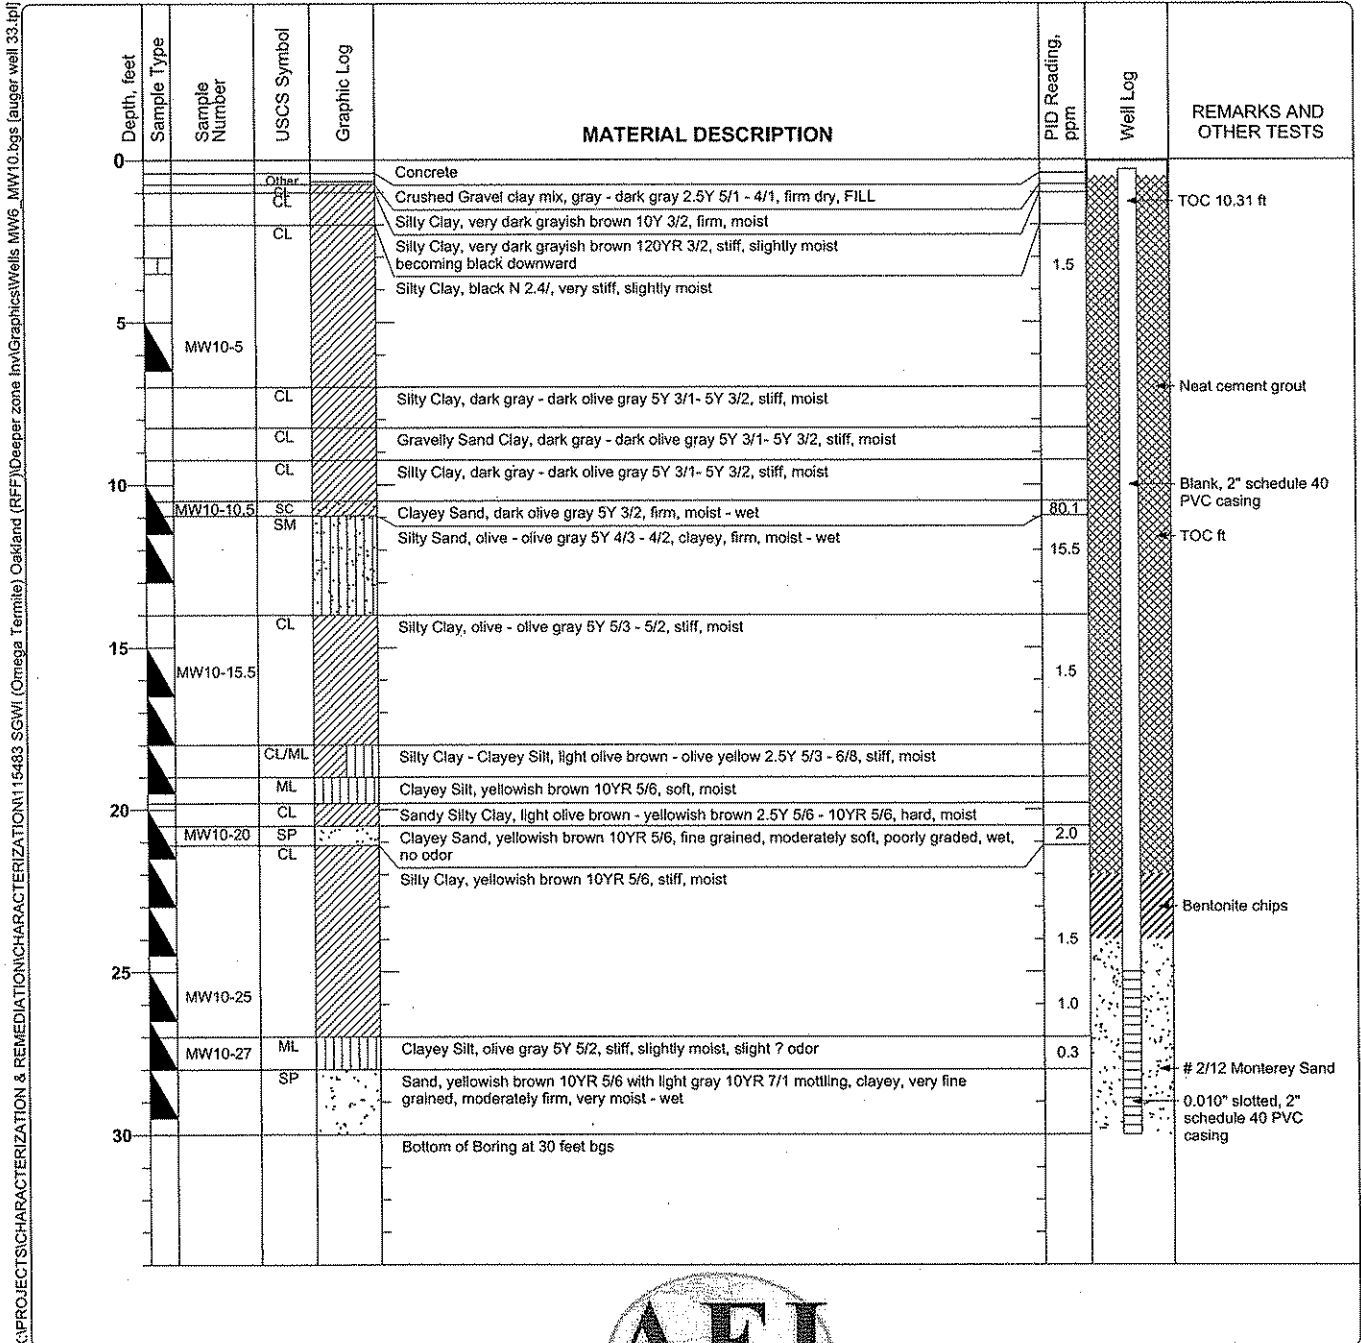 K:\PROJECTS\CHARACTERIZATION & REMEDIATION\CHARACTERIZATION\115483 SGWI (Omega Termite) Oakland (RFF)\Deeper zone Inv\Graphics\Wells MW6_MW10.bgs [auger well 33.tpl]
Depth, feet
Sample Type
Sample
Number
USCS Symbol
Graphic Log
MATERIAL DESCRIPTION
PID Reading,
ppm
Well Log
REMARKS AND
OTHER TESTS
0
Concrete
Other
Crushed Gravel clay mix, gray - dark gray 2.5Y 5/1 - 4/1, firm dry, FILL
CL
CL
TOC 10.31 ft
Silty Clay, very dark grayish brown 10Y 3/2, firm, moist
CL
Silty Clay, very dark grayish brown 120YR 3/2, stiff, slightly moist
becoming black downward
1.5
Silty Clay, black N 2.4/, very stiff, slightly moist
5
MW10-5
Neat cement grout
CL
Silty Clay, dark gray - dark olive gray 5Y 3/1- 5Y 3/2, stiff, moist
CL
Gravelly Sand Clay, dark gray - dark olive gray 5Y 3/1- 5Y 3/2, stiff, moist
CL
Silty Clay, dark gray - dark olive gray 5Y 3/1- 5Y 3/2, stiff, moist
10
Blank, 2" schedule 40
PVC casing
MW10-10.5
SC
Clayey Sand, dark olive gray 5Y 3/2, firm, moist - wet
80.1
SM
Silty Sand, olive - olive gray 5Y 4/3 - 4/2, clayey, firm, moist - wet
15.5
TOC ft
CL
Silty Clay, olive - olive gray 5Y 5/3 - 5/2, stiff, moist
15
MW10-15.5
1.5
CL/ML
Silty Clay - Clayey Silt, light olive brown - olive yellow 2.5Y 5/3 - 6/8, stiff, moist
ML
Clayey Silt, yellowish brown 10YR 5/6, soft, moist
20
CL
Sandy Silty Clay, light olive brown - yellowish brown 2.5Y 5/6 - 10YR 5/6, hard, moist
MW10-20
SP
Clayey Sand, yellowish brown 10YR 5/6, fine grained, moderately soft, poorly graded, wet,
no odor
2.0
CL
Silty Clay, yellowish brown 10YR 5/6, stiff, moist
Bentonite chips
1.5
25
MW10-25
1.0
MW10-27
ML
Clayey Silt, olive gray 5Y 5/2, stiff, slightly moist, slight ? odor
0.3
SP
Sand, yellowish brown 10YR 5/6 with light gray 10YR 7/1 mottling, clayey, very fine
grained, moderately firm, very moist - wet
# 2/12 Monterey Sand
0.010" slotted, 2"
schedule 40 PVC
casing
30
Bottom of Boring at 30 feet bgs
AEI